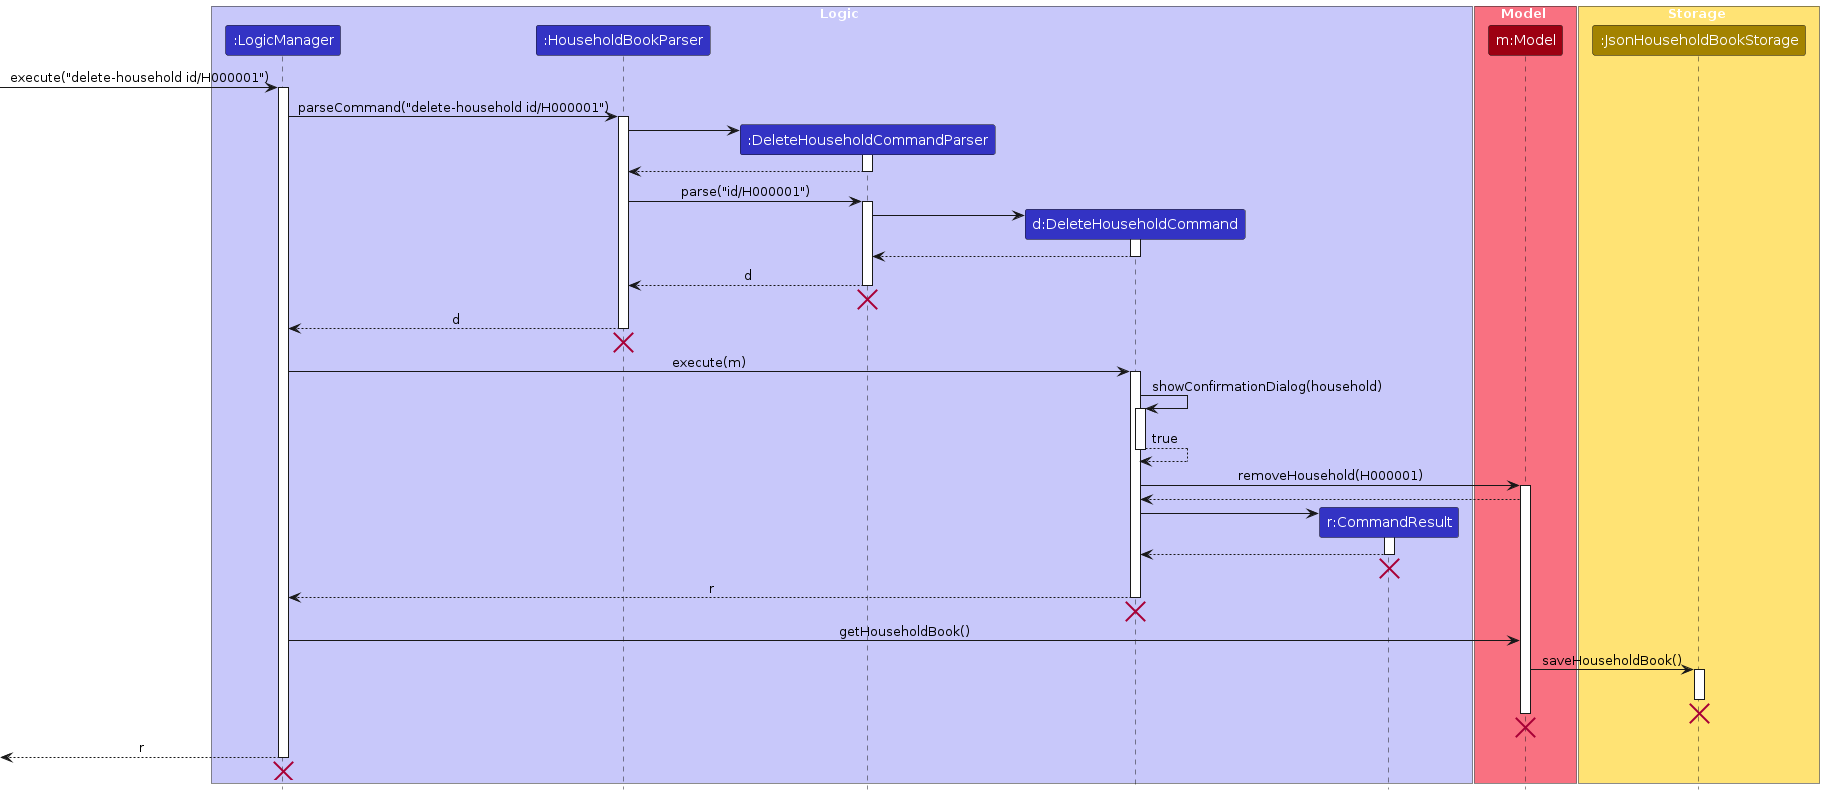 Logic
Model
Storage
:LogicManager
:HouseholdBookParser
m:Model
:JsonHouseholdBookStorage
execute("delete-household id/H000001")
parseCommand("delete-household id/H000001")
:DeleteHouseholdCommandParser
parse("id/H000001")
d:DeleteHouseholdCommand
d
d
execute(m)
showConfirmationDialog(household)
true
removeHousehold(H000001)
r:CommandResult
r
getHouseholdBook()
saveHouseholdBook()
r